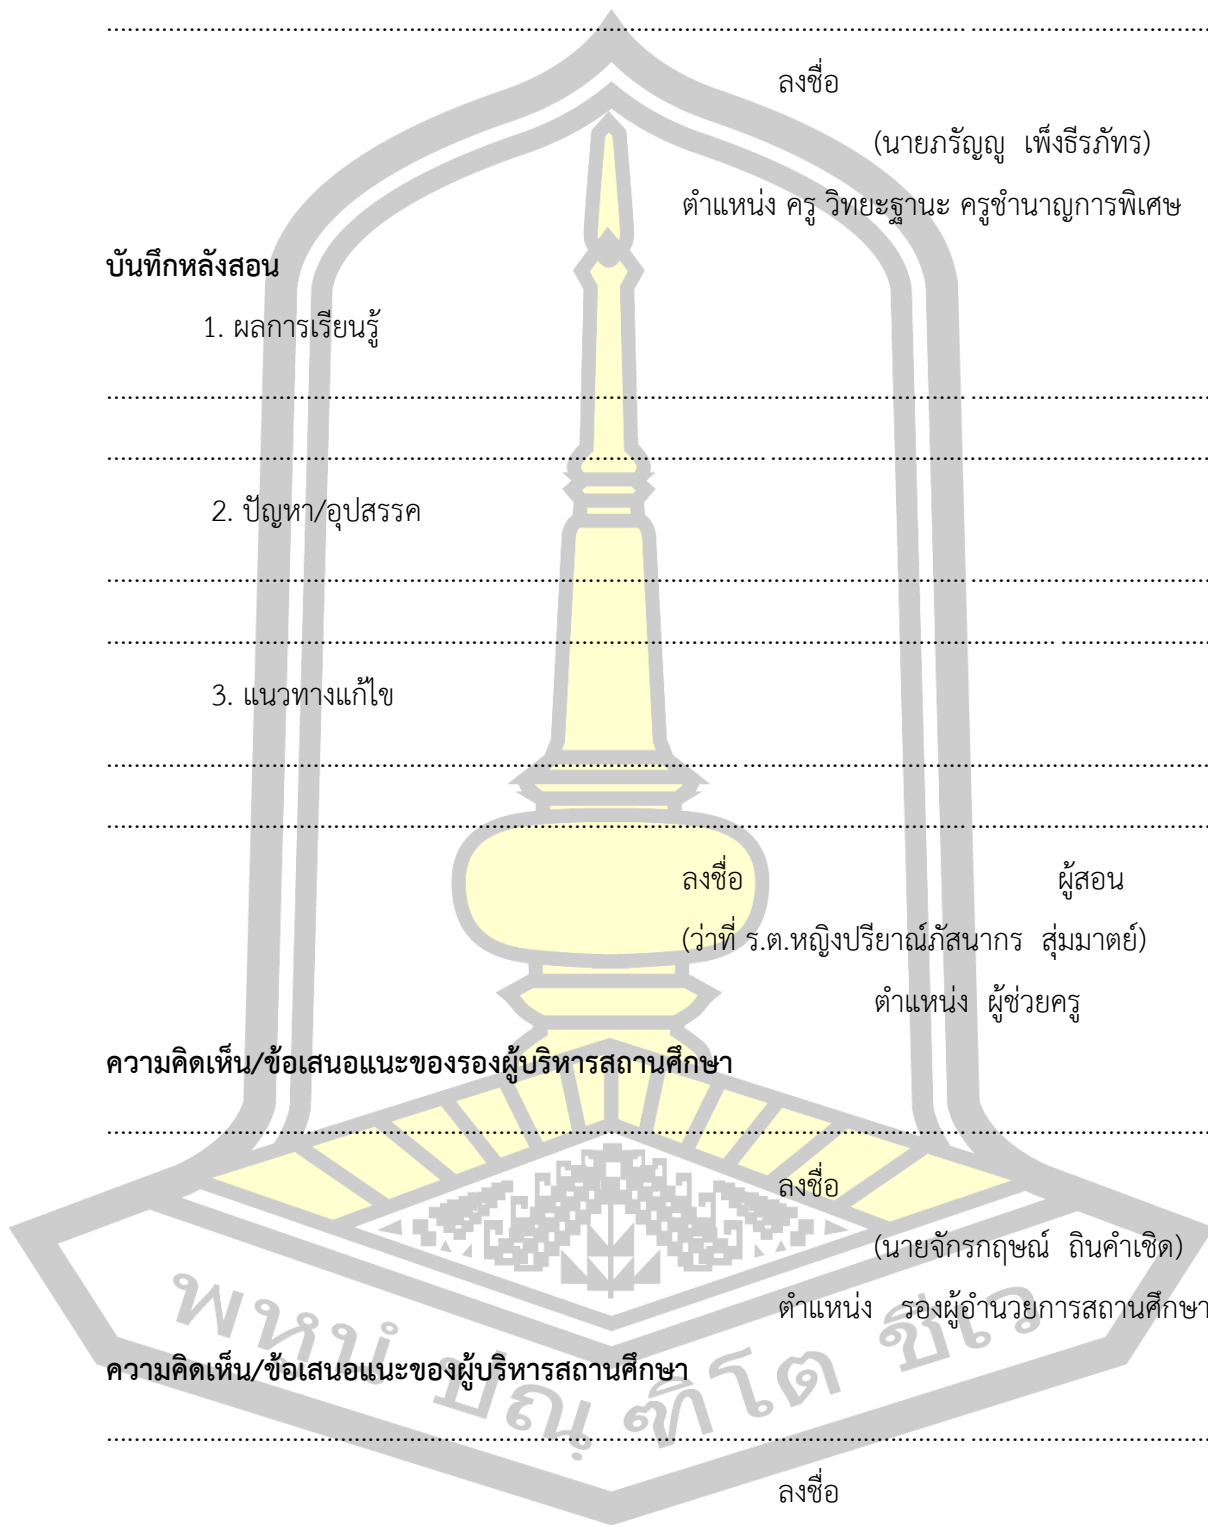 ........................................................................................................................ ..................................
ลงชื่อ
(นายภรัญญู  เพ็งธีรภัทร)
ตำแหน่ง ครู วิทยะฐานะ ครูชำนาญการพิเศษ
บันทึกหลังสอน
1. ผลการเรียนรู้
........................................................................................................................ ..................................
............................................................................................ ..............................................................
2. ปัญหา/อุปสรรค
........................................................................................................................ ..................................
.................................................................................................................................... ......................
3. แนวทางแก้ไข
........................................................................................ ..................................................................
........................................................................................................................ ..................................
ลงชื่อ ผู้สอน
(ว่าที่ ร.ต.หญิงปรียาณ์ภัสนากร  สุ่มมาตย์)
ตำแหน่ง  ผู้ช่วยครู
ความคิดเห็น/ข้อเสนอแนะของรองผู้บริหารสถานศึกษา
........................................................................................................................ ..................................
ลงชื่อ
(นายจักรกฤษณ์  ถินคำเชิด)
ตำแหน่ง   รองผู้อำนวยการสถานศึกษา
ความคิดเห็น/ข้อเสนอแนะของผู้บริหารสถานศึกษา
........................................................................................................................ ..................................
ลงชื่อ
พหุนํ ปณฺฑิโต ชีเว